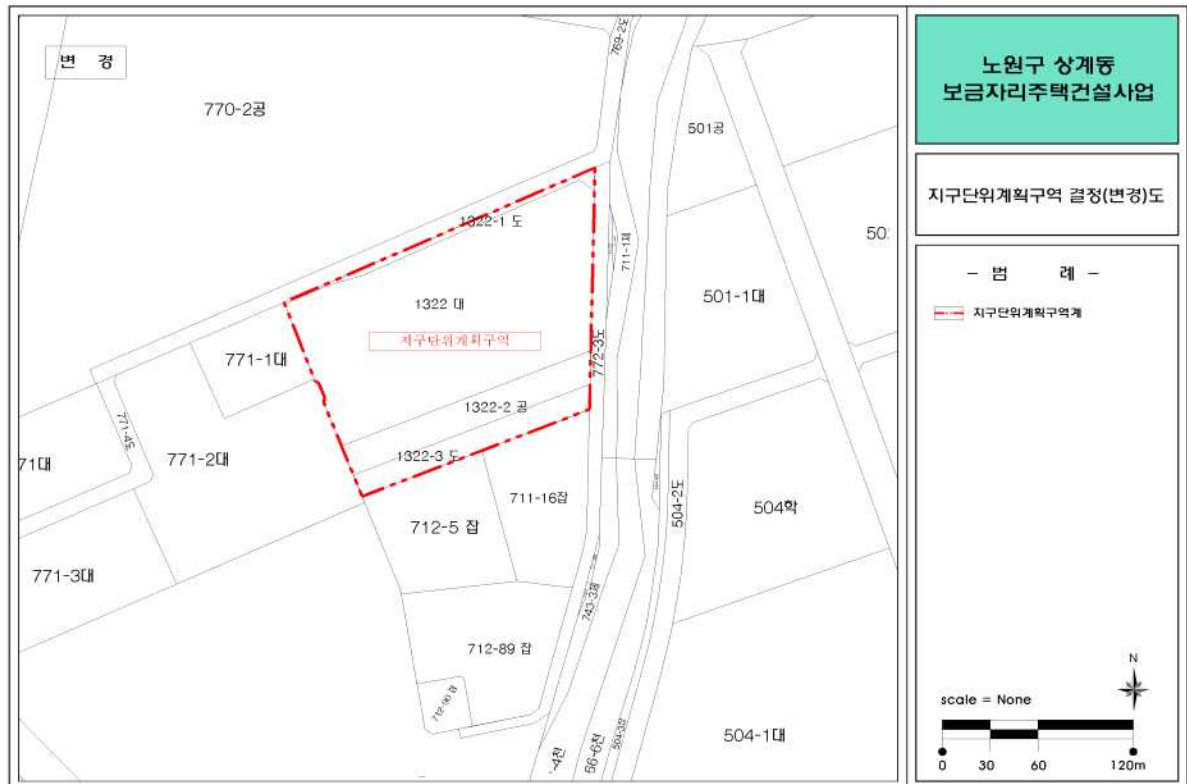 변 경
770-2공
769-2도
501공
1322-1 도
711-1제
1322 대
501-1대
지구단위계획구역
771-1대
772-3도
1322-2 공
771-4도
1322-3 도
771-2대
71대
711-16잡
504-2도
504학
712-5 잡
771-3대
743-3제
712-89 잡
66-6천
504-1대
노원구 상계동
보금자리주택건설사업
지구단위계획구역 결정(변경)도
- 범 례 -
지구단위계획구역계
N
scale = None
0 30 60 120m